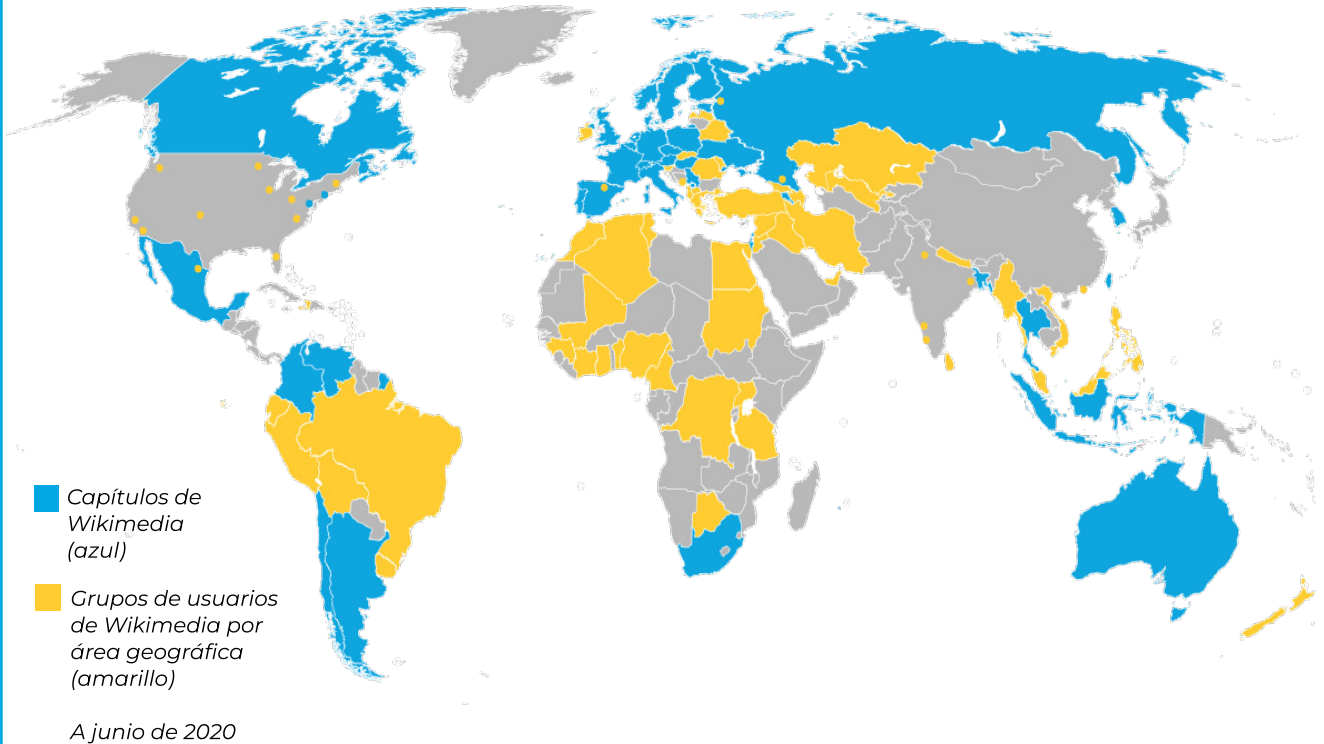 Capítulos de
Wikimedia
(azul)
Grupos de usuarios
de Wikimedia por
área geográfica
(amarillo)
A junio de 2020